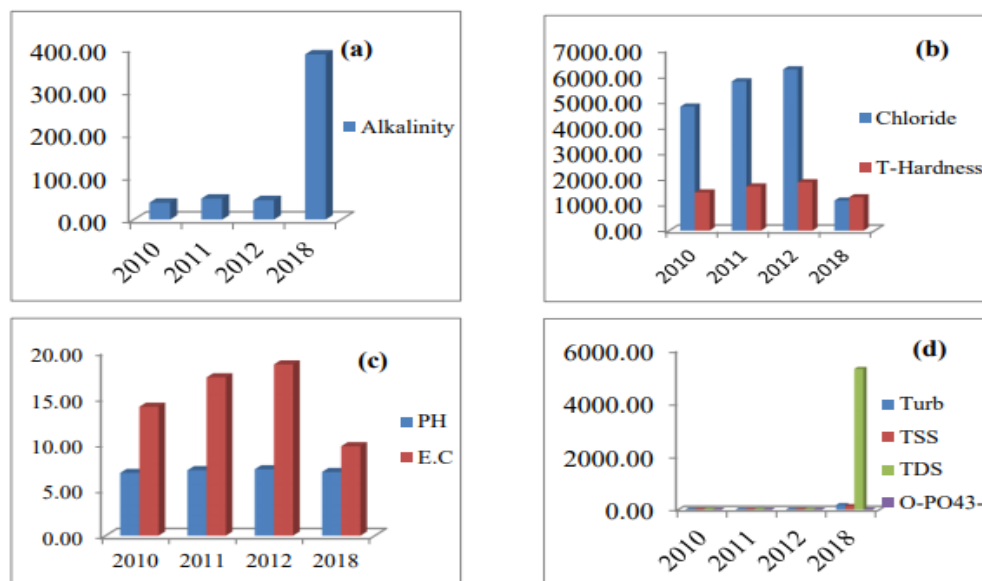 (a)
400.00
300.00
200.00
100.00
0.00
Alkalinity
2010 2011 2012 2018
(b)
7000.00
6000.00
5000.00
4000.00
3000.00
2000.00
1000.00
0.00
Chloride
T-Hardness
2010 2011 2012 2018
(c)
20.00
15.00
10.00
5.00
0.00
PH
E.C
2010 2011 2012 2018
(d)
6000.00
4000.00
2000.00
0.00
Turb
TSS
TDS
O-PO43-
2010 2011 2012 2018